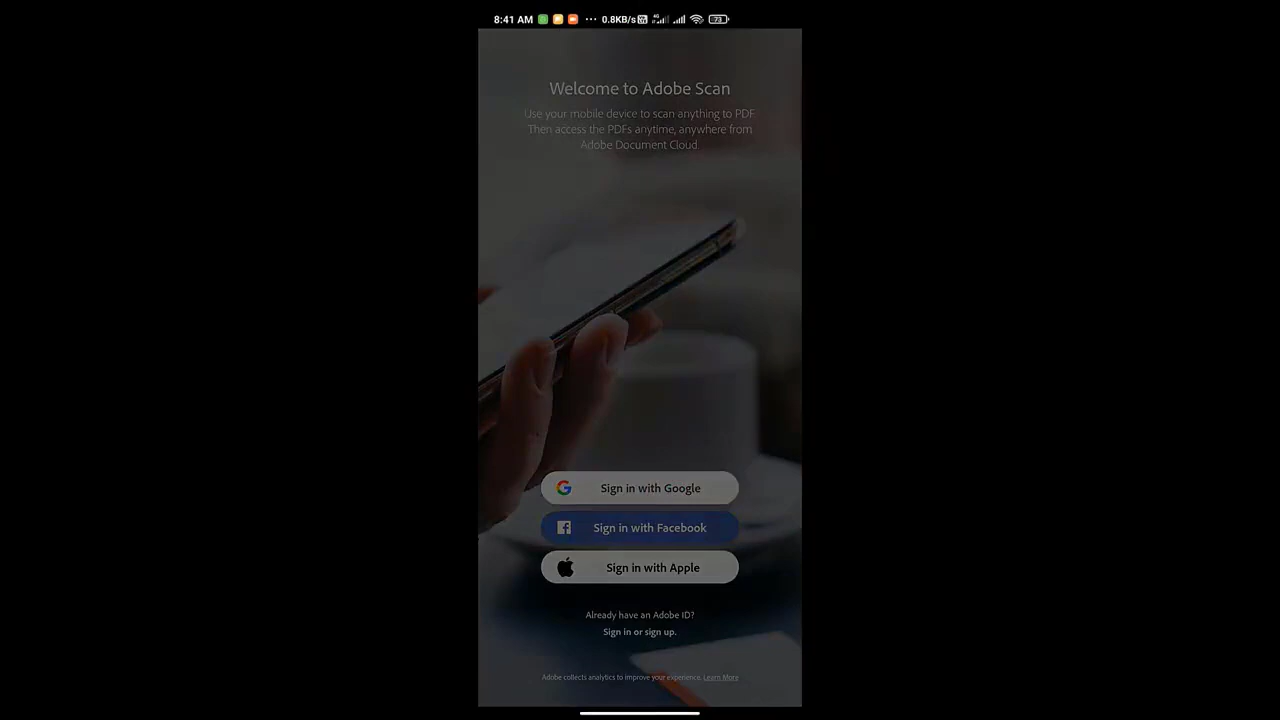 8:41 AM ... 0.8KB/s 4G 73
Welcome to Adobe Scan
Use your mobile device to scan anything to PDF.
Then access the PDFs anytime, anywhere from
Adobe Document Cloud.
Sign in with Google
Sign in with Facebook
Sign in with Apple
Already have an Adobe ID?
Sign in or sign up.
Adobe collects analytics to improve your experience. Learn More